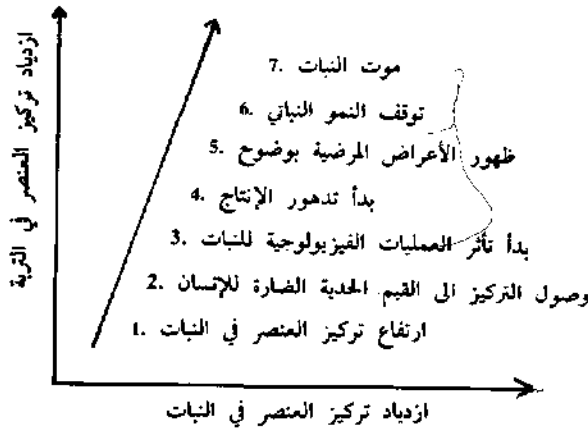 7. موت النبات
6. توقف النمو النباتي
5. ظهور الأعراض المرضية بوضوح
4. بدأ تدهور الإنتاج
3. بدأ تأثر العمليات الفيزيولوجية للنبات
2. وصول التركيز الى القيم الحدية الضارة للإنسان
1. ارتفاع تركيز العنصر في النبات
ازدياد تركيز العنصر في التربة
ازدياد تركيز العنصر في النبات